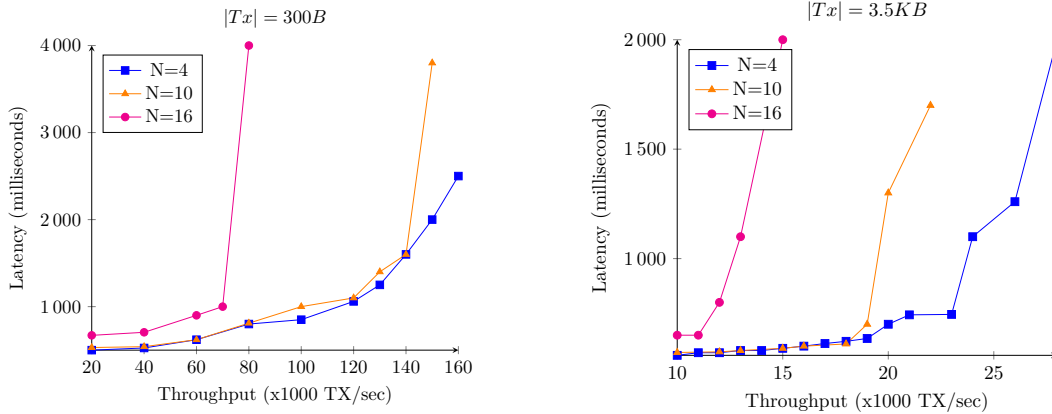 |Tx| = 300B
4 000
3 000
2 000
1 000
Latency (milliseconds)
N=4
N=10
N=16
20 40 60 80 100 120 140 160
Throughput (x1000 TX/sec)
|Tx| = 3.5KB
2 000
1 500
1 000
Latency (milliseconds)
N=4
N=10
N=16
10 15 20 25
Throughput (x1000 TX/sec)